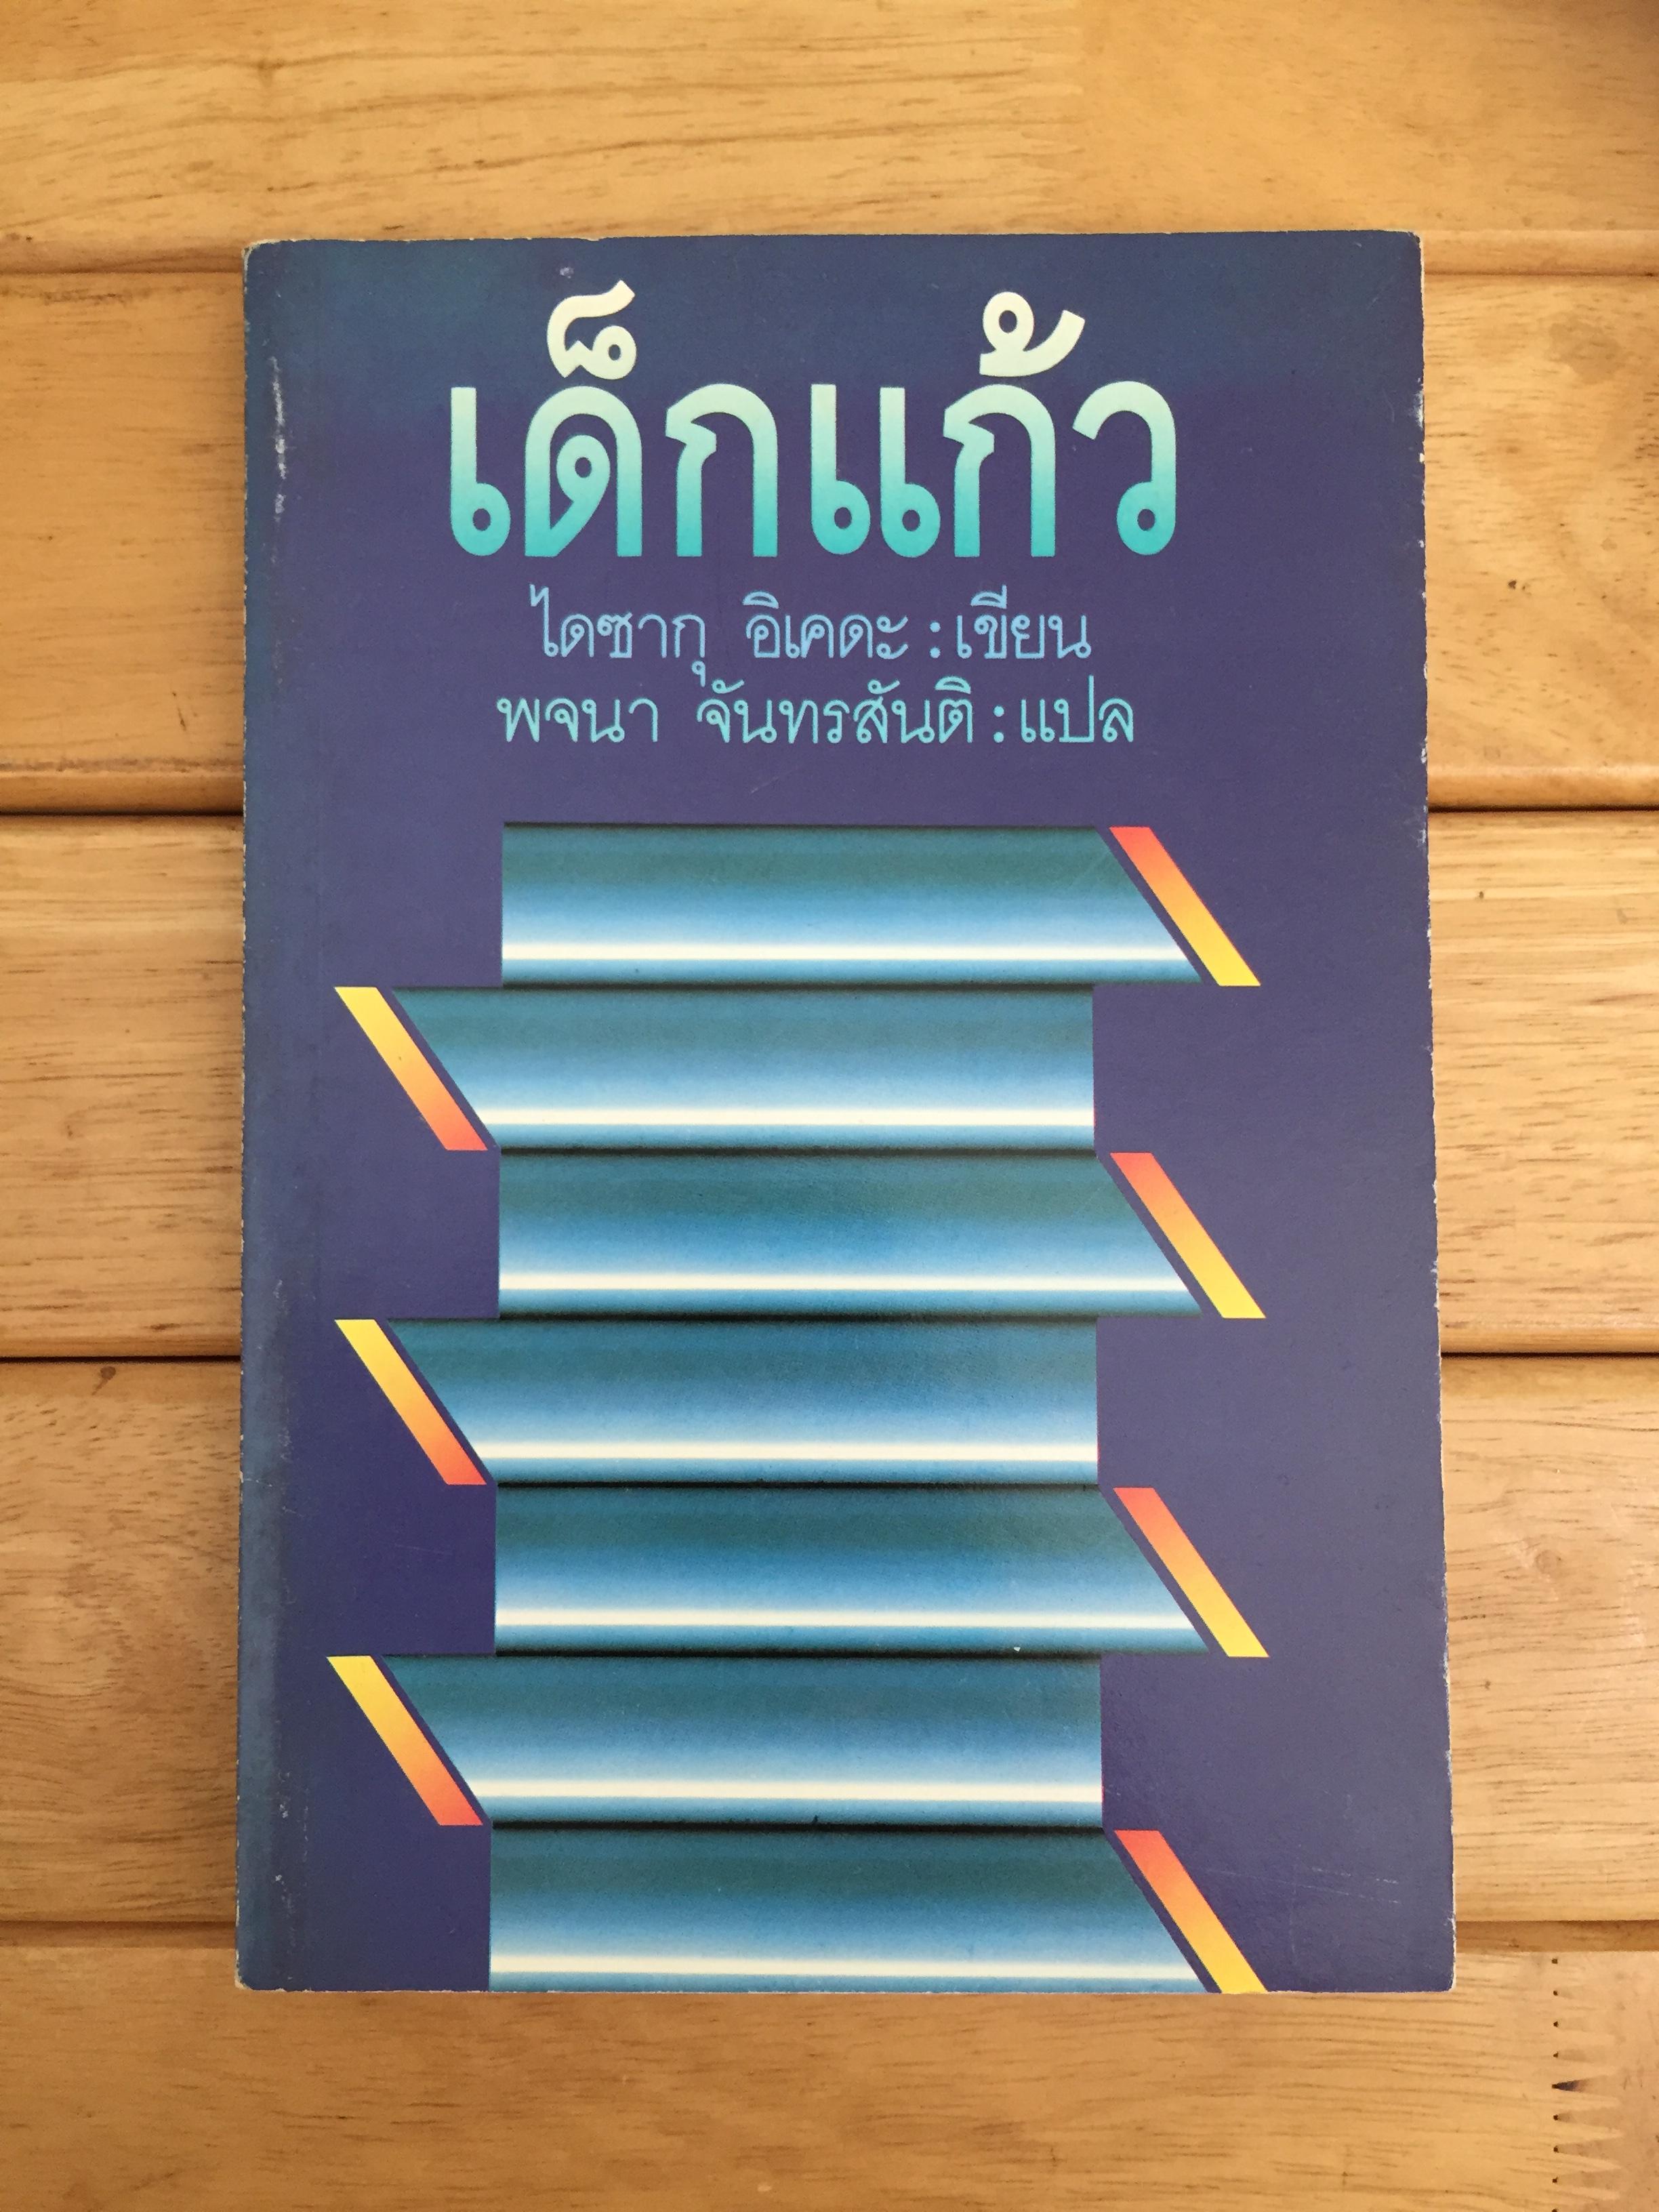 เด็กแก้ว
ไดซากุ อิเคดะ : เขียน
พจนา จันทรสันติ : แปล